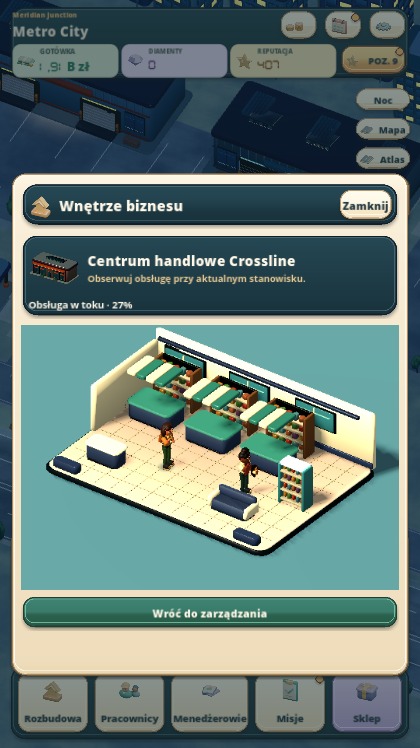 Meridian Junction
Metro City
GOTÓWKA
DIAMENTY
0
REPUTACJA
407
POZ. 9
Noc
Mapa
Atlas
Wnętrze biznesu
Zamknij
Centrum handlowe Crossline
Obserwuj obsługę przy aktualnym stanowisku.
Obsługa w toku · 27%
Wróć do zarządzania
Rozbudowa
Pracownicy
Menedżerowie
Misje
Sklep